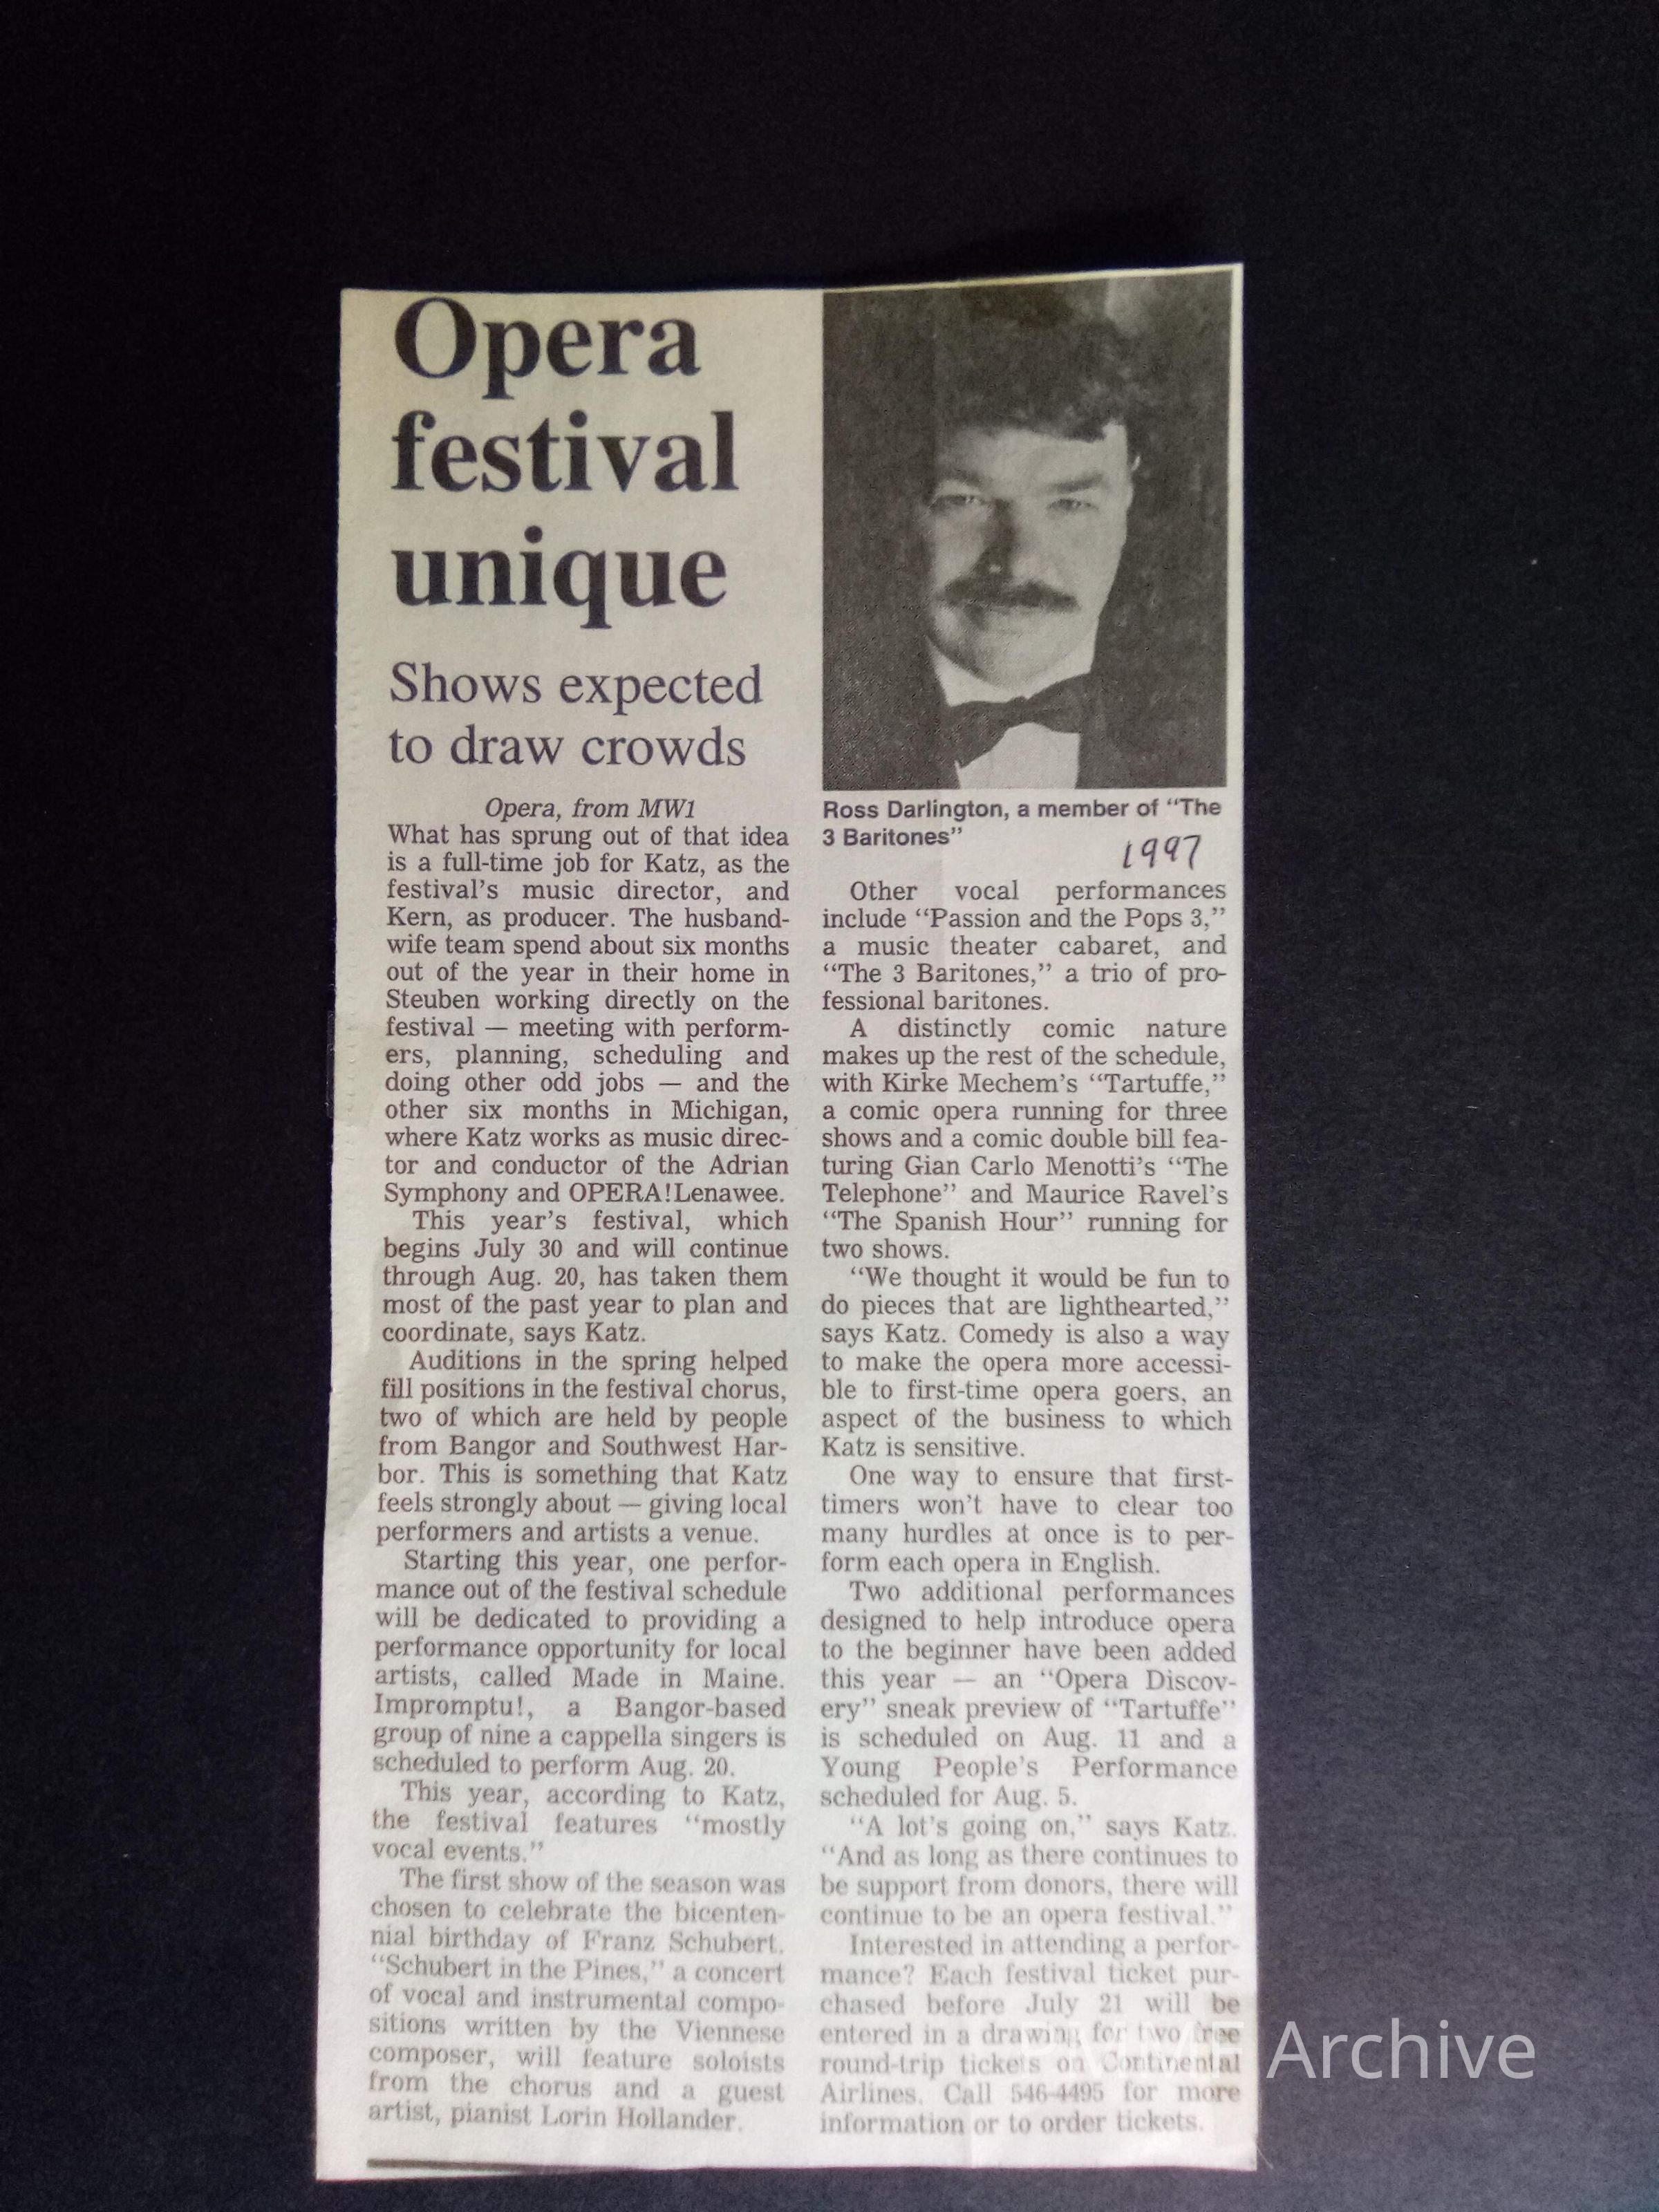 Opera
festival
unique
Shows expected
to draw crowds
Opera, from MW1
What has sprung out of that idea
is a full-time job for Katz, as the
festival's music director, and
Kern, as producer. The husband-
wife team spend about six months
out of the year in their home in
Steuben working directly on the
festival — meeting with perform-
ers, planning, scheduling and
doing other odd jobs — and the
other six months in Michigan,
where Katz works as music direc-
tor and conductor of the Adrian
Symphony and OPERA!Lenawee.
This year's festival, which
begins July 30 and will continue
through Aug. 20, has taken them
most of the past year to plan and
coordinate, says Katz.
Auditions in the spring helped
fill positions in the festival chorus,
two of which are held by people
from Bangor and Southwest Har-
bor. This is something that Katz
feels strongly about — giving local
performers and artists a venue.
Starting this year, one perfor-
mance out of the festival schedule
will be dedicated to providing a
performance opportunity for local
artists, called Made in Maine.
Impromptu!, a Bangor-based
group of nine a cappella singers is
scheduled to perform Aug. 20.
This year, according to Katz,
the festival features "mostly
vocal events."
The first show of the season was
chosen to celebrate the bicenten-
nial birthday of Franz Schubert.
"Schubert in the Pines," a concert
of vocal and instrumental compo-
sitions written by the Viennese
composer, will feature soloists
from the chorus and a guest
artist, pianist Lorin Hollander.
Ross Darlington, a member of "The
3 Baritones"
1997
Other vocal performances
include "Passion and the Pops 3,"
a music theater cabaret, and
"The 3 Baritones," a trio of pro-
fessional baritones.
A distinctly comic nature
makes up the rest of the schedule,
with Kirke Mechem's "Tartuffe,"
a comic opera running for three
shows and a comic double bill fea-
turing Gian Carlo Menotti's "The
Telephone" and Maurice Ravel's
"The Spanish Hour" running for
two shows.
"We thought it would be fun to
do pieces that are lighthearted,"
says Katz. Comedy is also a way
to make the opera more accessi-
ble to first-time opera goers, an
aspect of the business to which
Katz is sensitive.
One way to ensure that first-
timers won't have to clear too
many hurdles at once is to per-
form each opera in English.
Two additional performances
designed to help introduce opera
to the beginner have been added
this year — an "Opera Discov-
ery" sneak preview of "Tartuffe"
is scheduled on Aug. 11 and a
Young People's Performance
scheduled for Aug. 5.
"A lot's going on," says Katz.
"And as long as there continues to
be support from donors, there will
continue to be an opera festival."
Interested in attending a perfor-
mance? Each festival ticket pur-
chased before July 21 will be
entered in a drawing for two free
round-trip tickets on Continental
Airlines. Call 546-4495 for more
information or to order tickets.
Archive